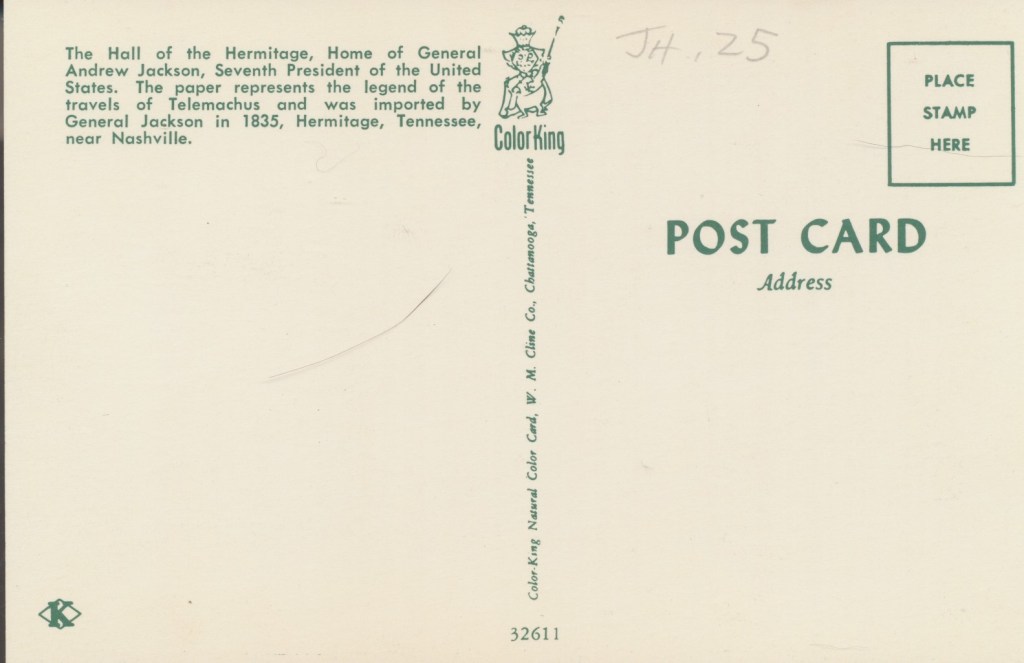 The Hall of the Hermitage, Home of General
Andrew Jackson, Seventh President of the United
States. The paper represents the legend of the
travels of Telemachus and was imported by
General Jackson in 1835, Hermitage, Tennessee,
near Nashville.
ColorKing
Color-King Natural Color Card, W. M. Cline Co., Chattanooga, Tennessee
32611
K
JH .25
PLACE
STAMP
HERE
POST CARD
Address